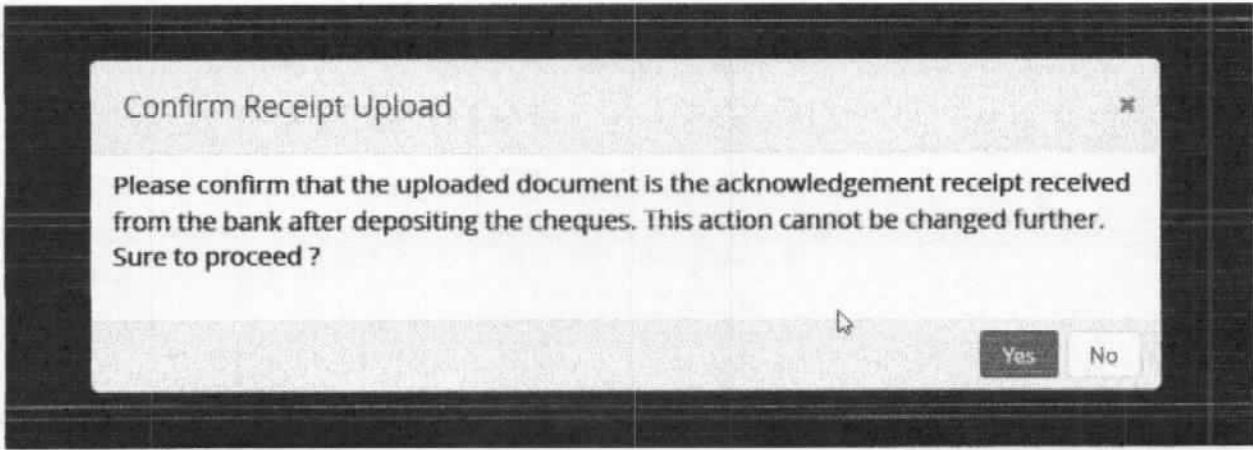 Confirm Receipt Upload
Please confirm that the uploaded document is the acknowledgement receipt received
from the bank after depositing the cheques. This action cannot be changed further.
Sure to proceed ?
Yes
No